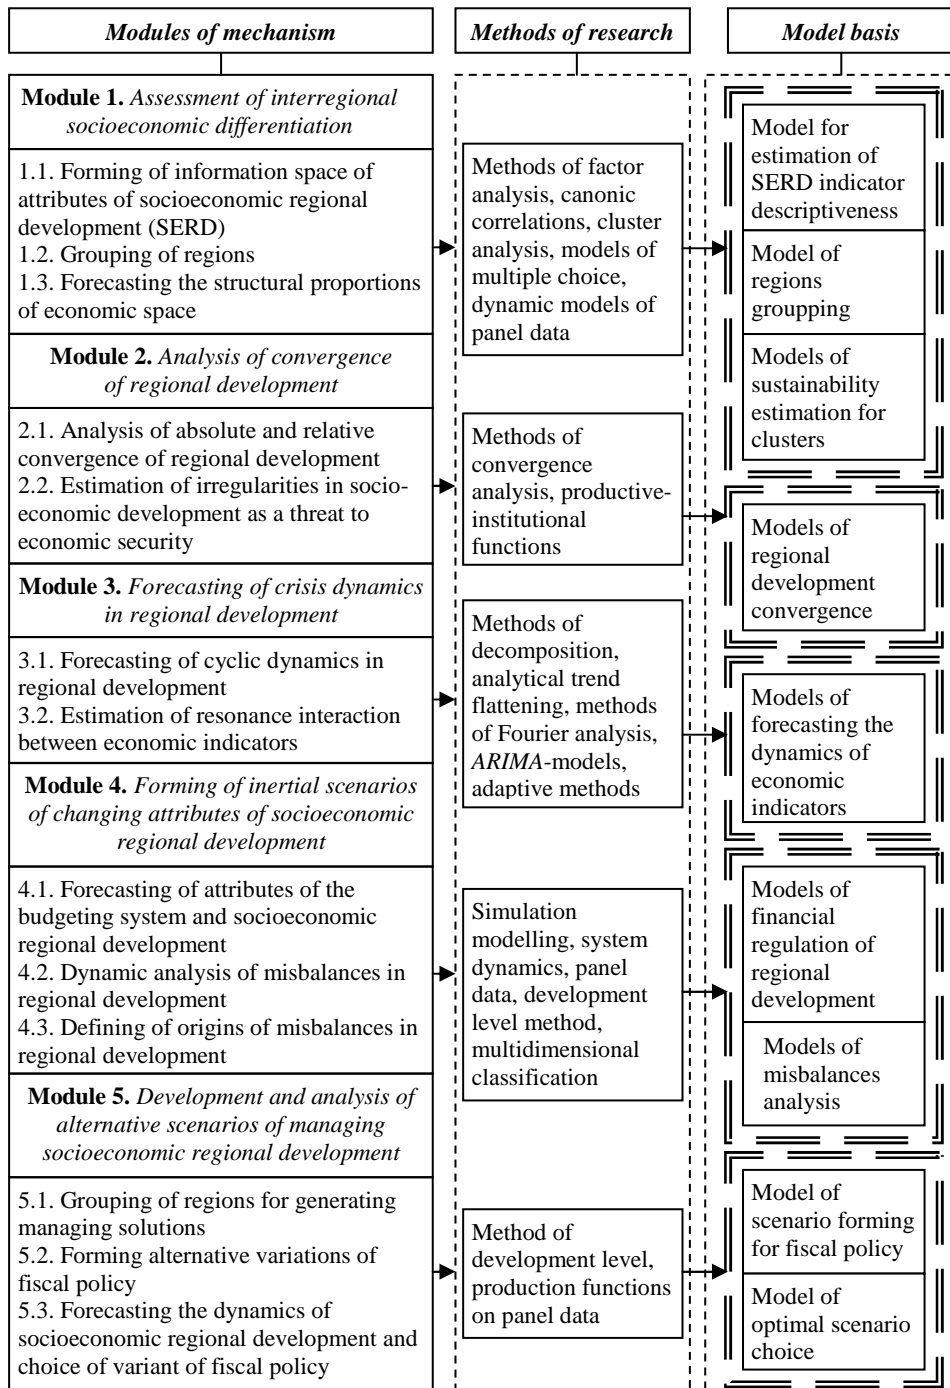 Modules of mechanism
Methods of research
Model basis
Module 1. Assessment of interregional
socioeconomic differentiation
1.1. Forming of information space of
attributes of socioeconomic regional
development (SERD)
1.2. Grouping of regions
1.3. Forecasting the structural proportions
of economic space
Methods of factor
analysis, canonic
correlations, cluster
analysis, models of
multiple choice,
dynamic models of
panel data
Model for
estimation of
SERD indicator
descriptiveness
Model of
regions
groupping
Models of
sustainability
estimation for
clusters
Module 2. Analysis of convergence
of regional development
2.1. Analysis of absolute and relative
convergence of regional development
2.2. Estimation of irregularities in socio-
economic development as a threat to
economic security
Methods of
convergence
analysis, productive-
institutional
functions
Models of
regional
development
convergence
Module 3. Forecasting of crisis dynamics
in regional development
3.1. Forecasting of cyclic dynamics in
regional development
3.2. Estimation of resonance interaction
between economic indicators
Methods of
decomposition,
analytical trend
flattening, methods
of Fourier analysis,
ARIMA-models,
adaptive methods
Models of
forecasting the
dynamics of
economic
indicators
Module 4. Forming of inertial scenarios
of changing attributes of socioeconomic
regional development
4.1. Forecasting of attributes of the
budgeting system and socioeconomic
regional development
4.2. Dynamic analysis of misbalances in
regional development
4.3. Defining of origins of misbalances in
regional development
Simulation
modelling, system
dynamics, panel
data, development
level method,
multidimensional
classification
Models of
financial
regulation of
regional
development
Models of
misbalances
analysis
Module 5. Development and analysis of
alternative scenarios of managing
socioeconomic regional development
5.1. Grouping of regions for generating
managing solutions
5.2. Forming alternative variations of
fiscal policy
5.3. Forecasting the dynamics of
socioeconomic regional development and
choice of variant of fiscal policy
Method of
development level,
production functions
on panel data
Model of
scenario forming
for fiscal policy
Model of
optimal scenario
choice